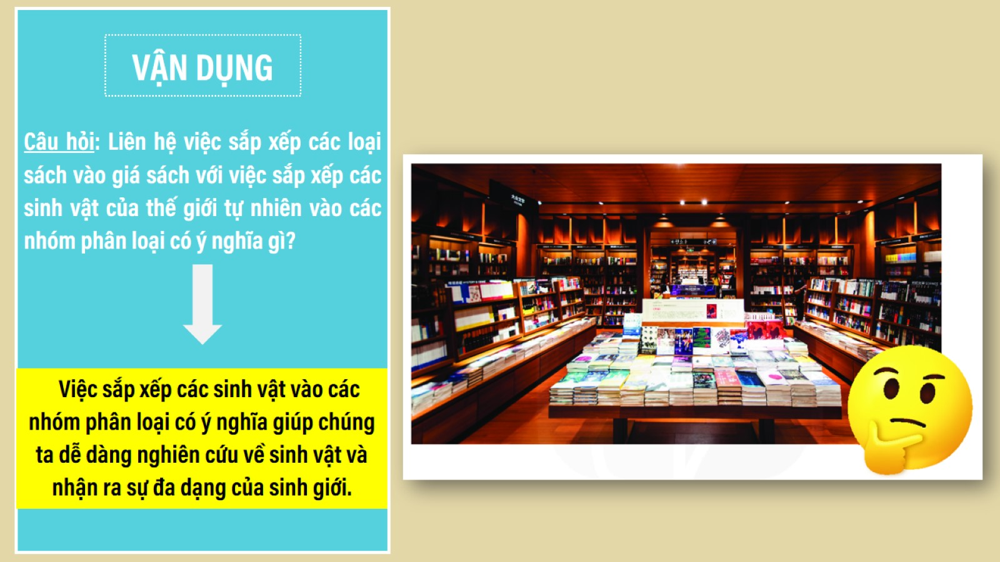 VẬN DỤNG
Câu hỏi: Liên hệ việc sắp xếp các loại
sách vào giá sách với việc sắp xếp các
sinh vật của thế giới tự nhiên vào các
nhóm phân loại có ý nghĩa gì?
Việc sắp xếp các sinh vật vào các
nhóm phân loại có ý nghĩa giúp chúng
ta dễ dàng nghiên cứu về sinh vật và
nhận ra sự đa dạng của sinh giới.